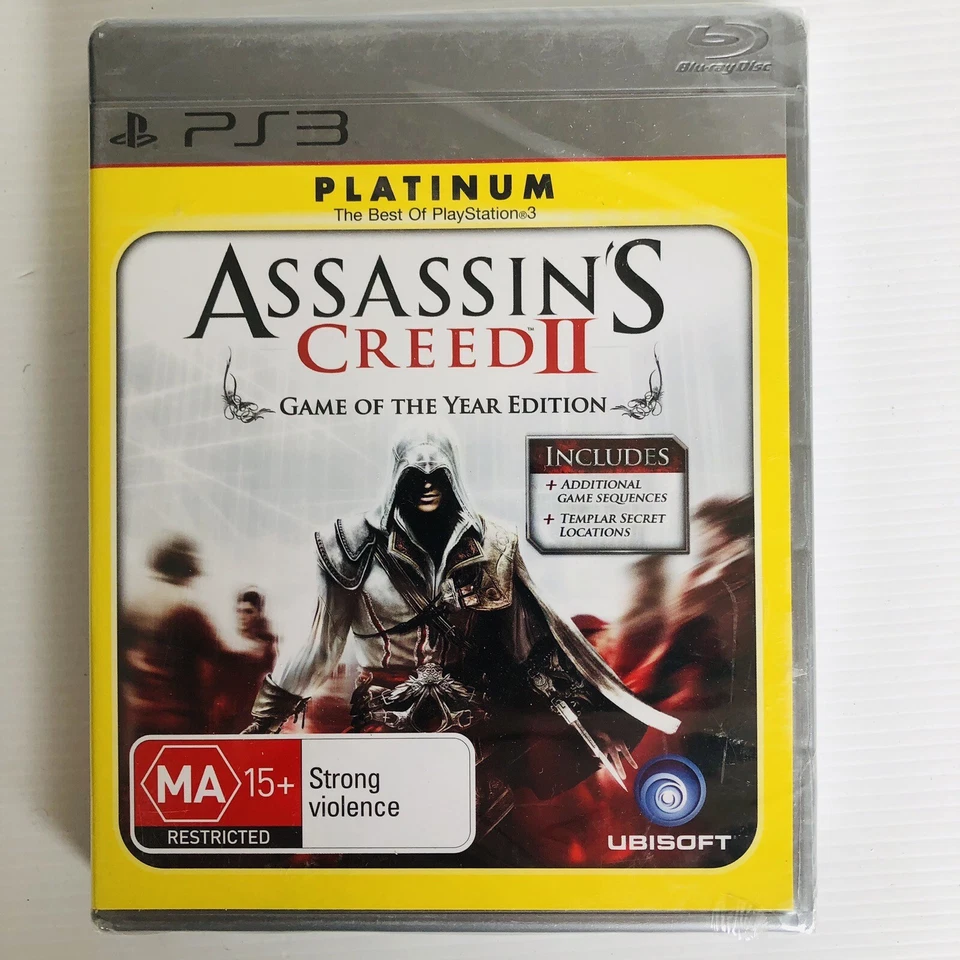 Blu-ray Disc
PS3
PLATINUM
The Best Of PlayStation®3
ASSASSIN'S
CREED™ II
GAME OF THE YEAR EDITION
INCLUDES
+ ADDITIONAL
GAME SEQUENCES
+ TEMPLAR SECRET
LOCATIONS
MA 15+
RESTRICTED
Strong
violence
UBISOFT